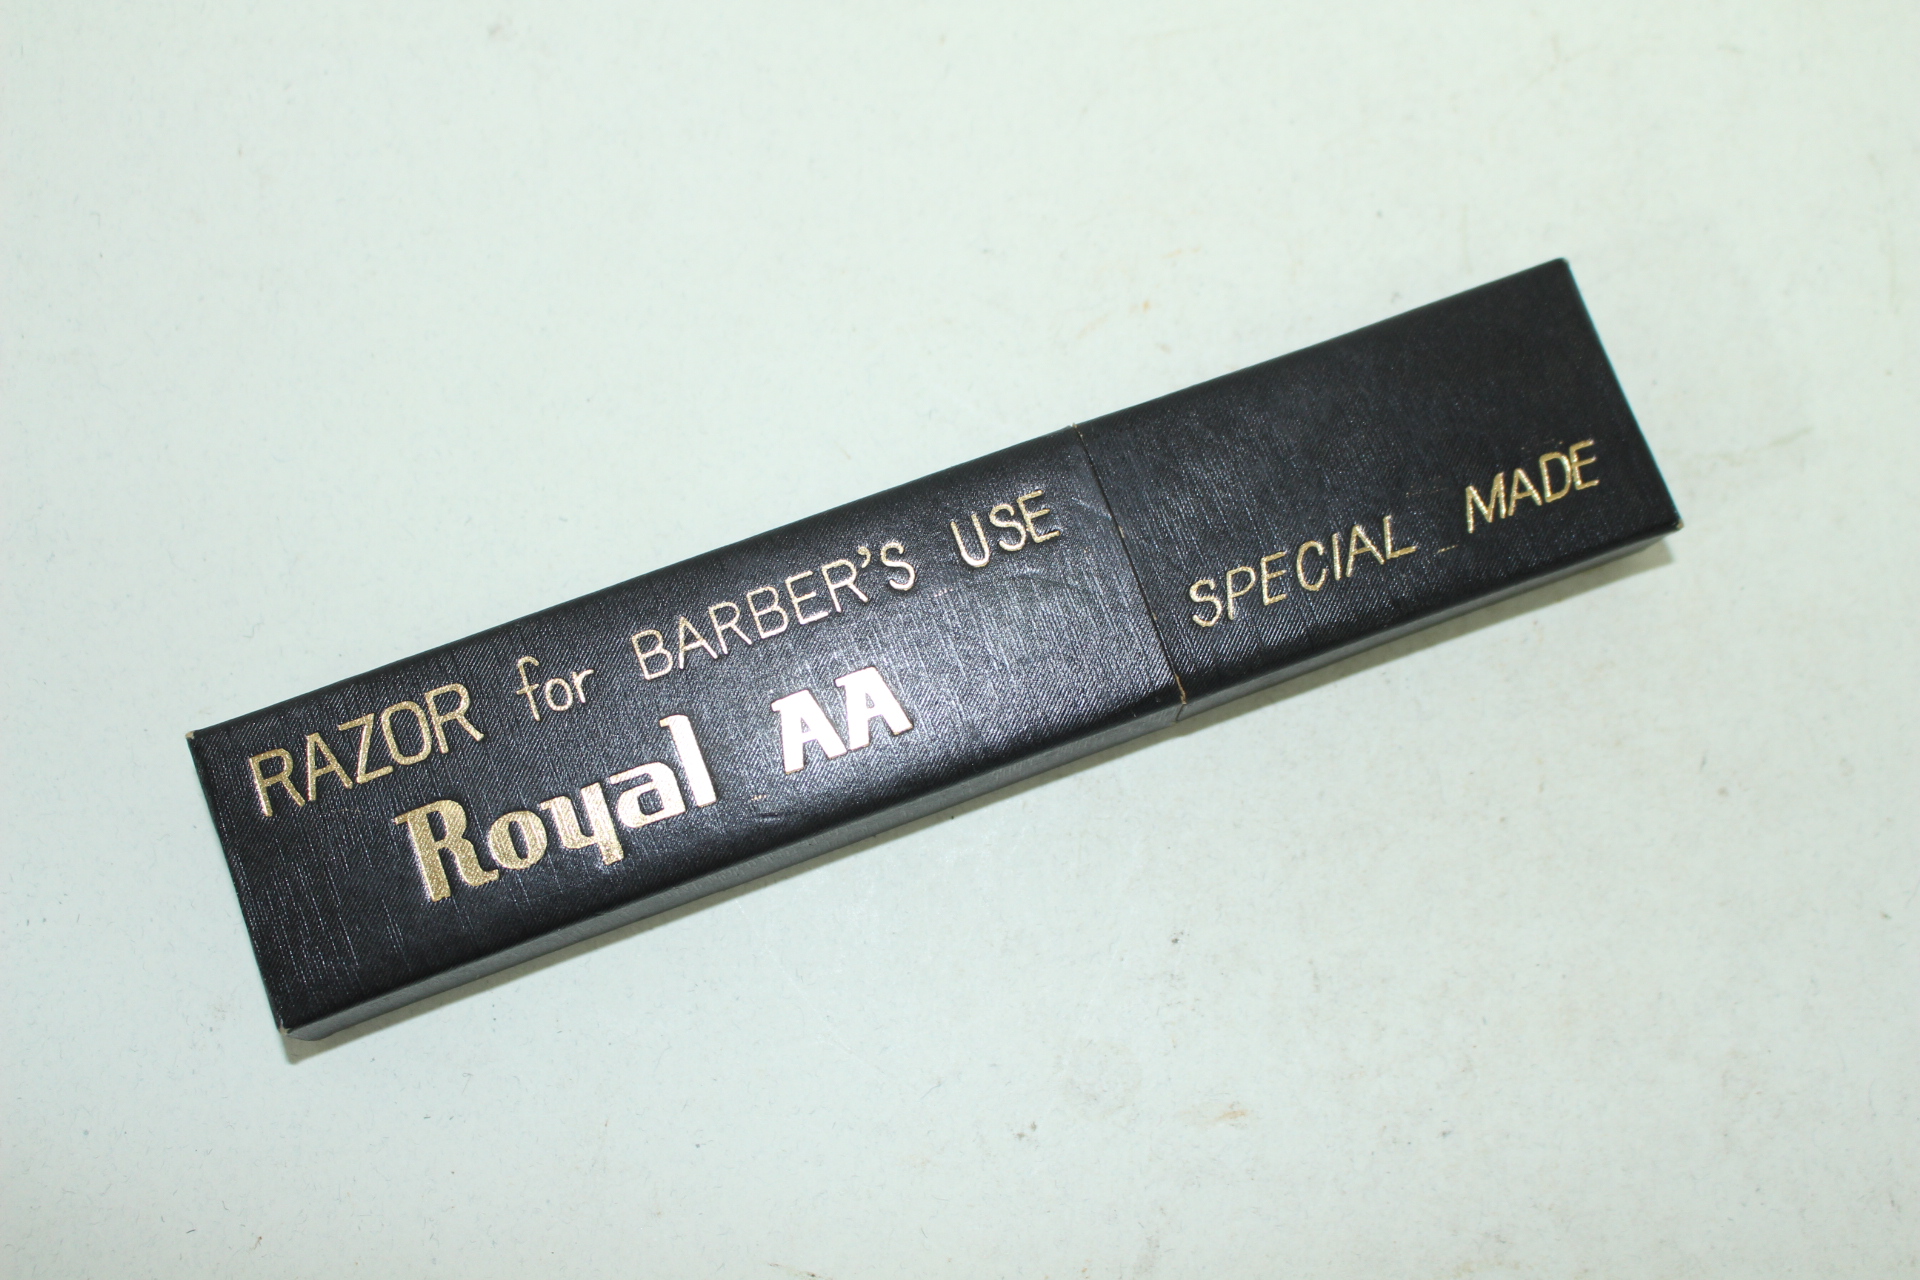 RAZOR for BARBER'S USE
Royal AA
SPECIAL MADE